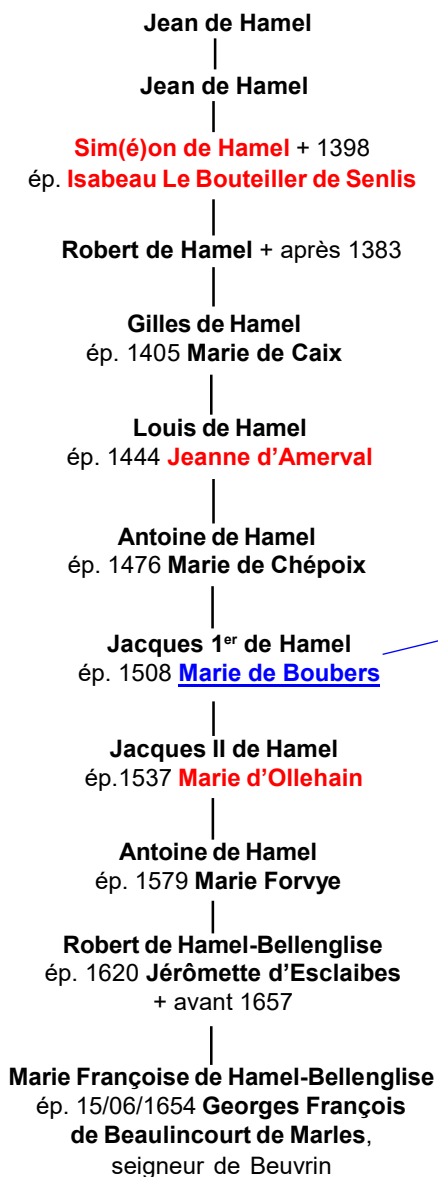 Jean de Hamel
Jean de Hamel
Sim(é)on de Hamel + 1398
ép. Isabeau Le Bouteiller de Senlis
Robert de Hamel + après 1383
Gilles de Hamel
ép. 1405 Marie de Caix
Louis de Hamel
ép. 1444 Jeanne d’Amerval
Antoine de Hamel
ép. 1476 Marie de Chépoix
Jacques 1er de Hamel
ép. 1508 Marie de Boubers
Jacques II de Hamel
ép.1537 Marie d’Ollehain
Antoine de Hamel
ép. 1579 Marie Forvye
Robert de Hamel-Bellenglise
ép. 1620 Jérômette d’Esclaibes
+ avant 1657
Marie Françoise de Hamel-Bellenglise
ép. 15/06/1654 Georges François
de Beaulincourt de Marles,
seigneur de Beuvrin